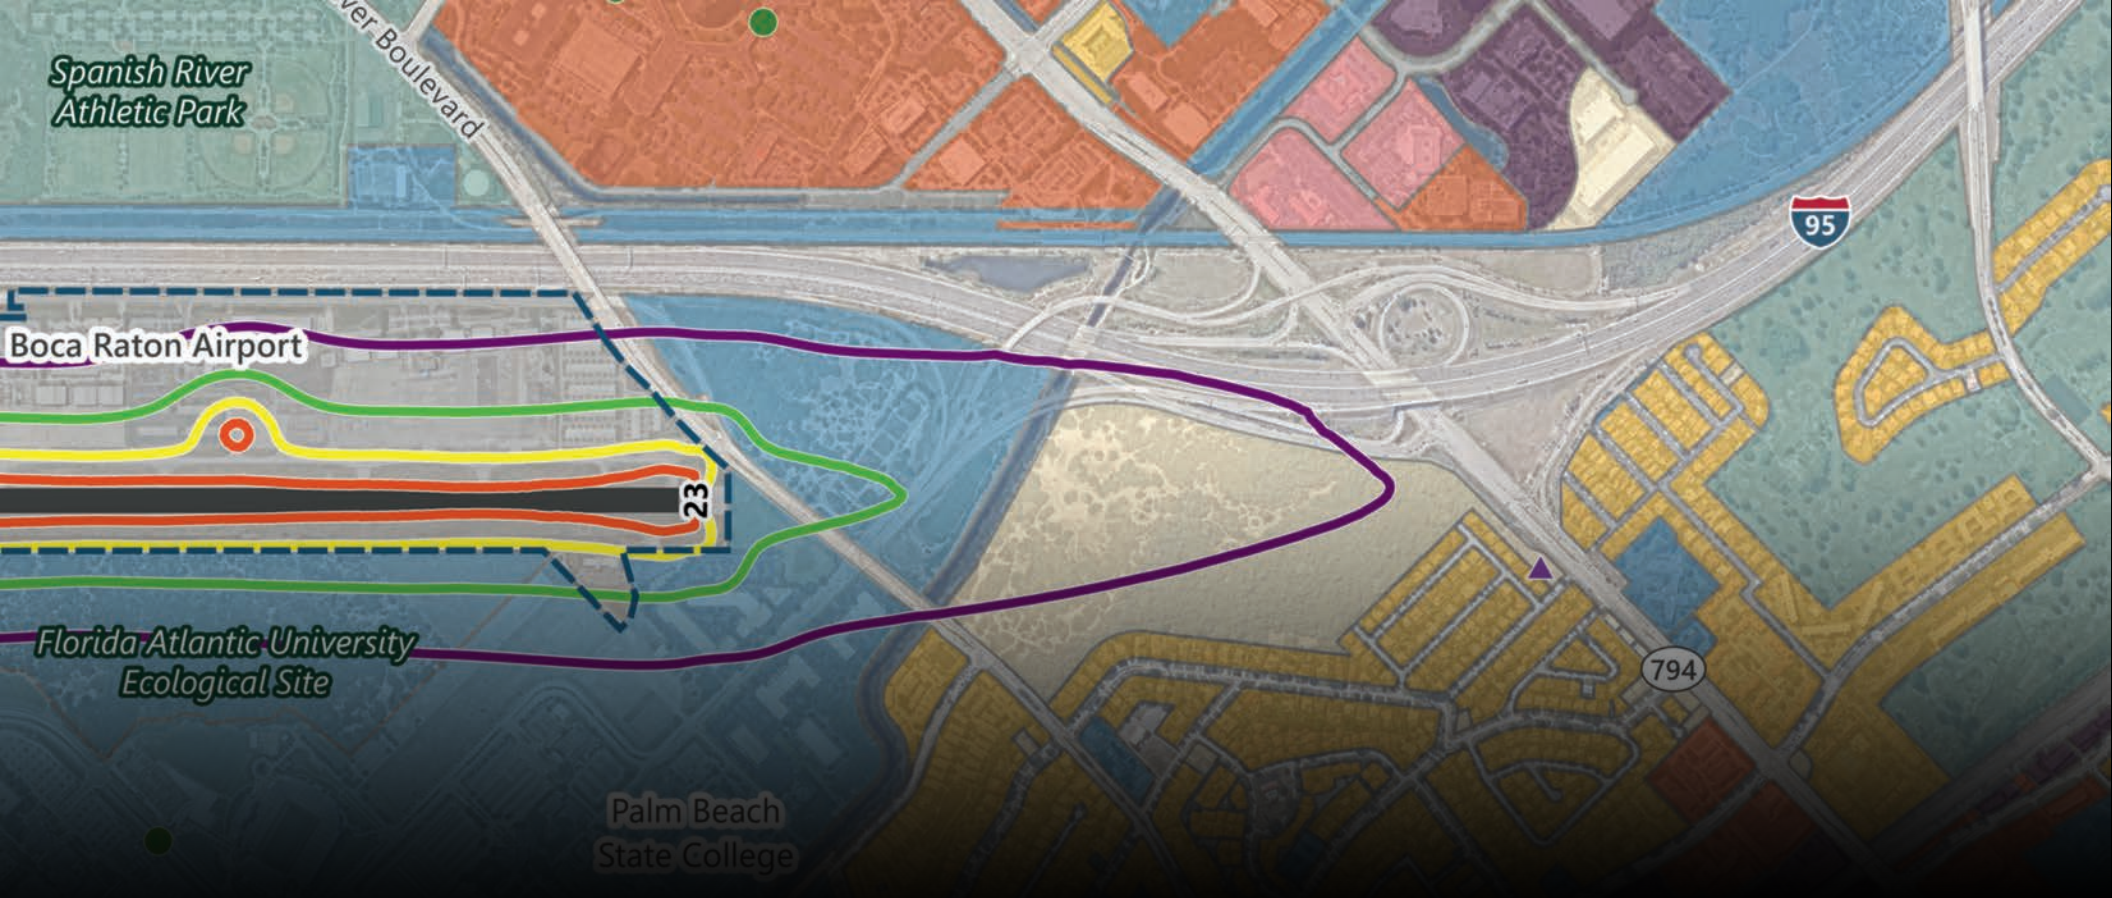 Spanish River
Athletic Park
ver Boulevard
95
Boca Raton Airport
23
Florida Atlantic University
Ecological Site
794
Palm Beach
State College